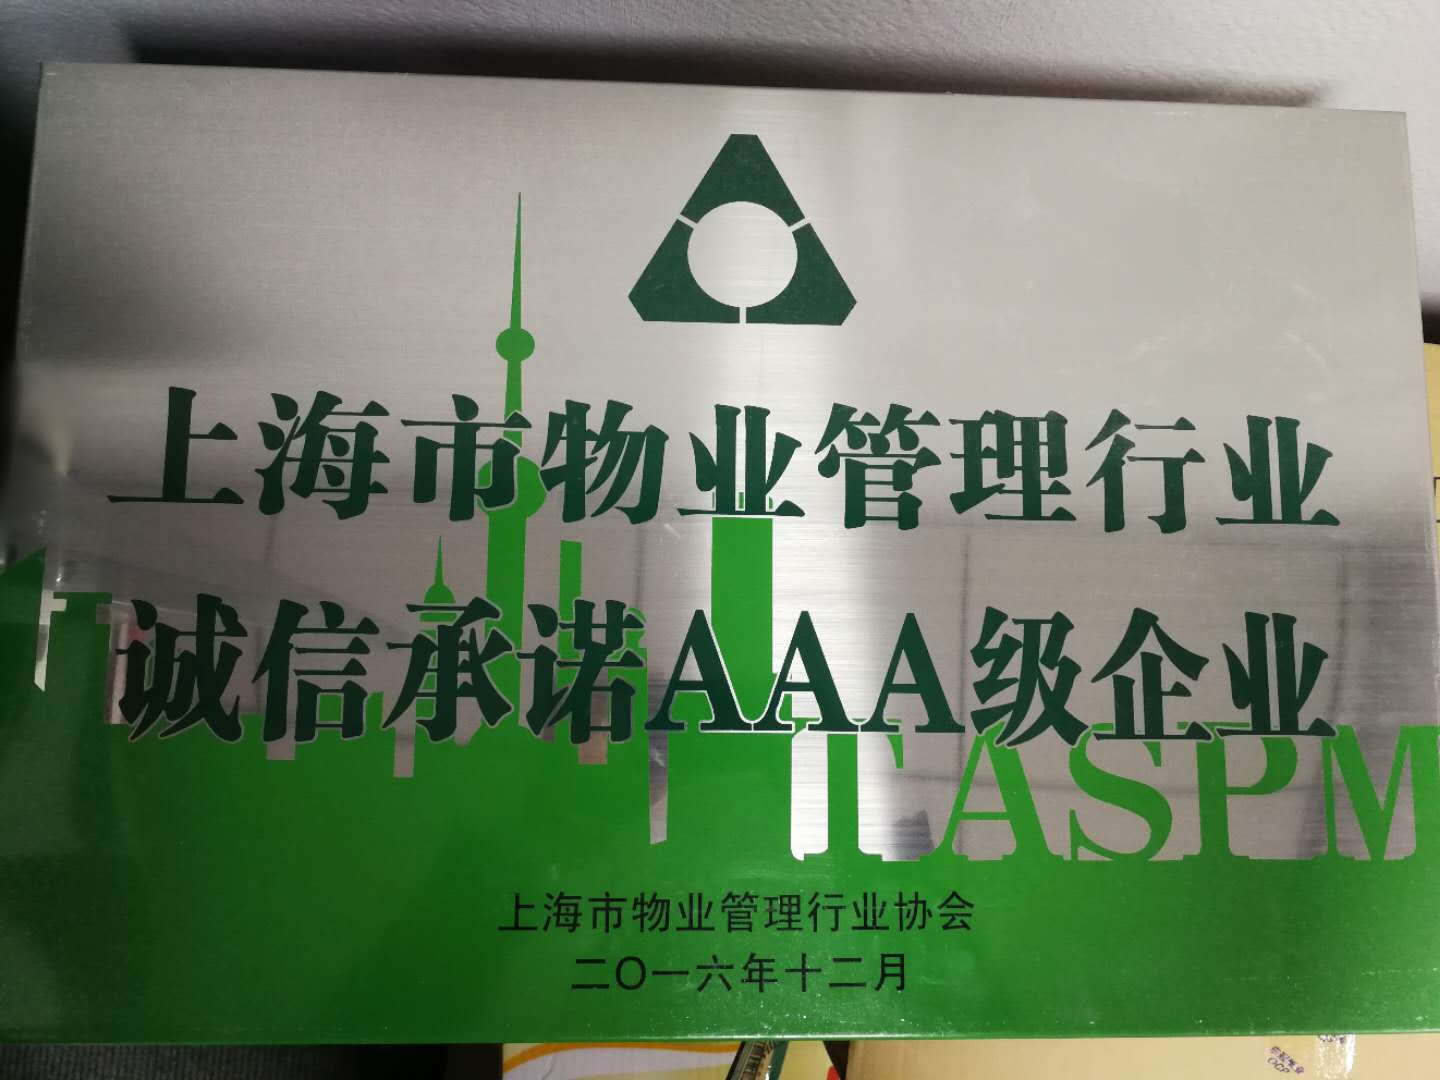 上海市物业管理行业
诚信承诺AAA级企业
TASPM
上海市物业管理行业协会
二〇一六年十二月